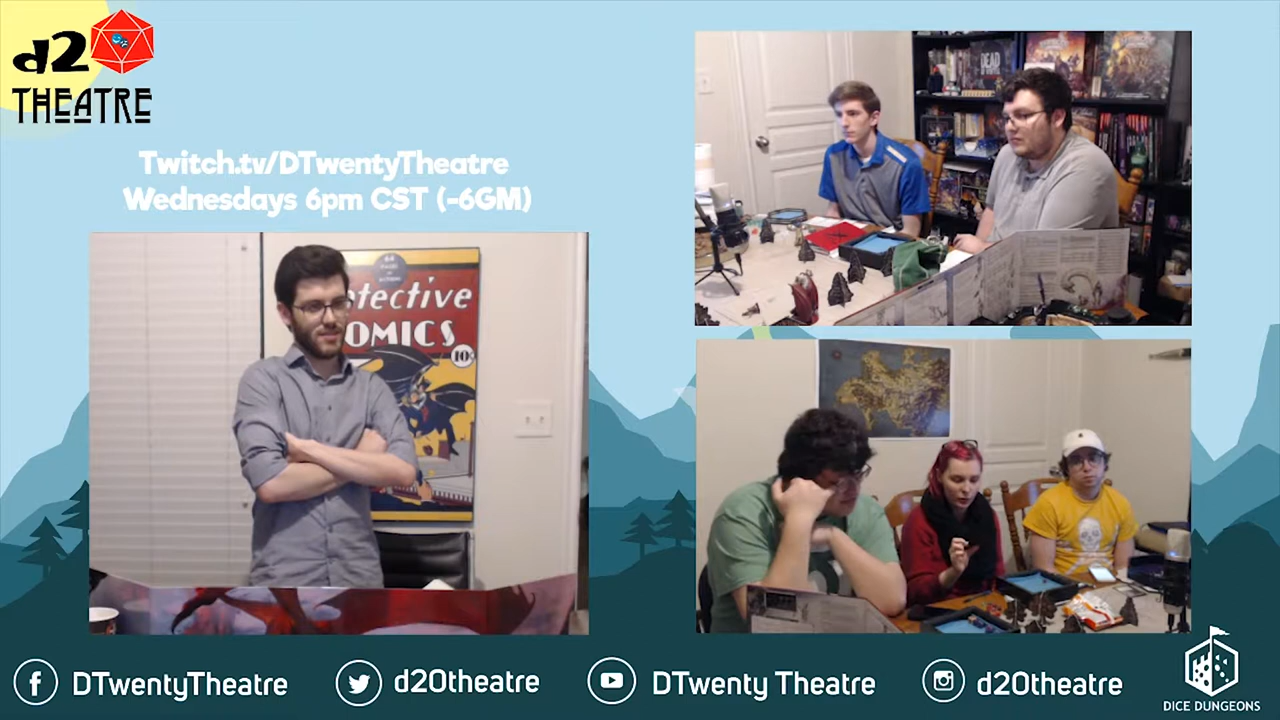 d20
THEATRE
Twitch.tv/DTwentyTheatre
Wednesdays 6pm CST (-6GM)
DEAD
tective
OMICS
10¢
DTwentyTheatre
d20theatre
DTwenty Theatre
d20theatre
DICE DUNGEONS